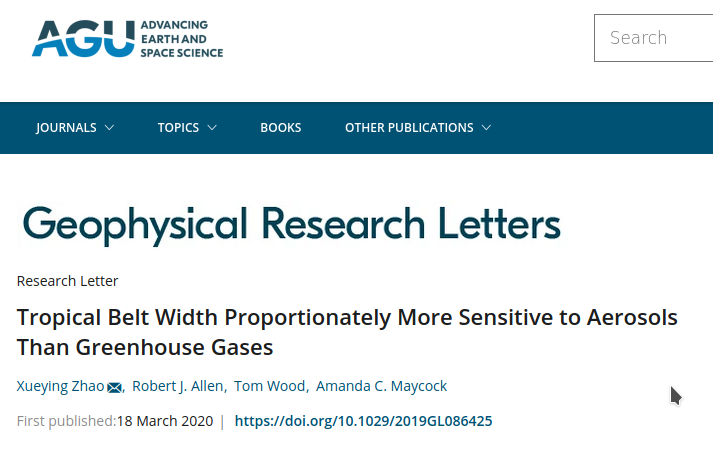 AGU ADVANCING
EARTH AND
SPACE SCIENCE
Search
JOURNALS TOPICS BOOKS OTHER PUBLICATIONS
Geophysical Research Letters
Research Letter
Tropical Belt Width Proportionately More Sensitive to Aerosols
Than Greenhouse Gases
Xueying Zhao, Robert J. Allen, Tom Wood, Amanda C. Maycock
First published:18 March 2020 | https://doi.org/10.1029/2019GL086425